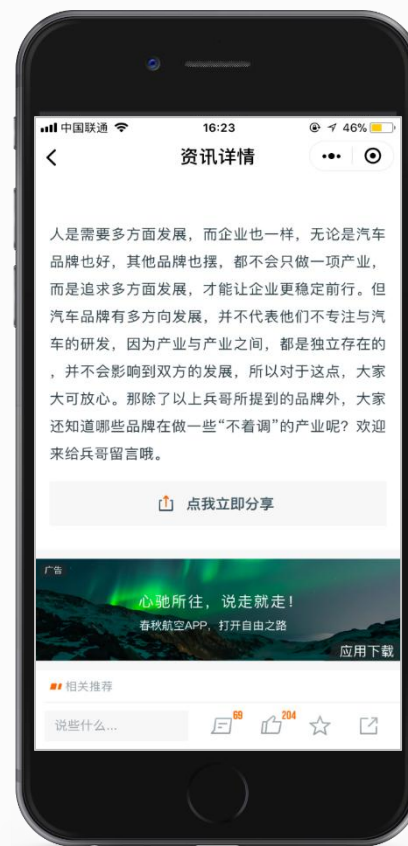 中国联通
16:23
46%
资讯详情
人是需要多方面发展，而企业也一样，无论是汽车
品牌也好，其他品牌也摆，都不会只做一项产业，
而是追求多方面发展，才能让企业更稳定前行。但
汽车品牌有多方向发展，并不代表他们不专注与汽
车的研发，因为产业与产业之间，都是独立存在的
，并不会影响到双方的发展，所以对于这点，大家
大可放心。那除了以上兵哥所提到的品牌外，大家
还知道哪些品牌在做一些“不着调”的产业呢？欢迎
来给兵哥留言哦。
点我立即分享
广告
心驰所往，说走就走！
春秋航空APP，打开自由之路
应用下载
相关推荐
说些什么...
69
204